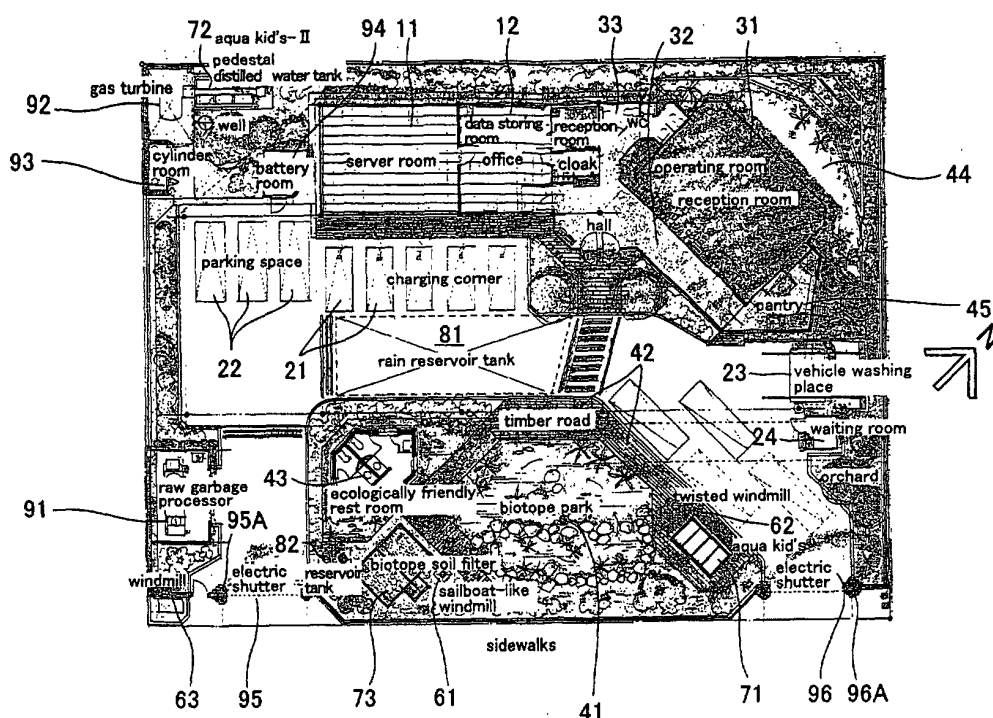 72 aqua kid's-II 94 11 12 33 32 31
pedestal
distilled water tank
gas turbine
92
well
cylinder
room
93
battery
room
server room
data storing
room
office
reception
room
cloak
WC
operating room
reception room
44
hall
pantry
45
parking space
22
charging corner
21
81
rain reservoir tank
42
23
vehicle washing
place
24
waiting room
timber road
orchard
raw garbage
processor
91
43
ecologically friendly
rest room
biotope park
twisted windmill
62
95A
82
windmill
electric
shutter
reservoir
tank
biotope soil filter
sailboat-like
windmill
aqua kid's
electric
shutter
sidewalks
63 95 73 61 41 71 96 96A